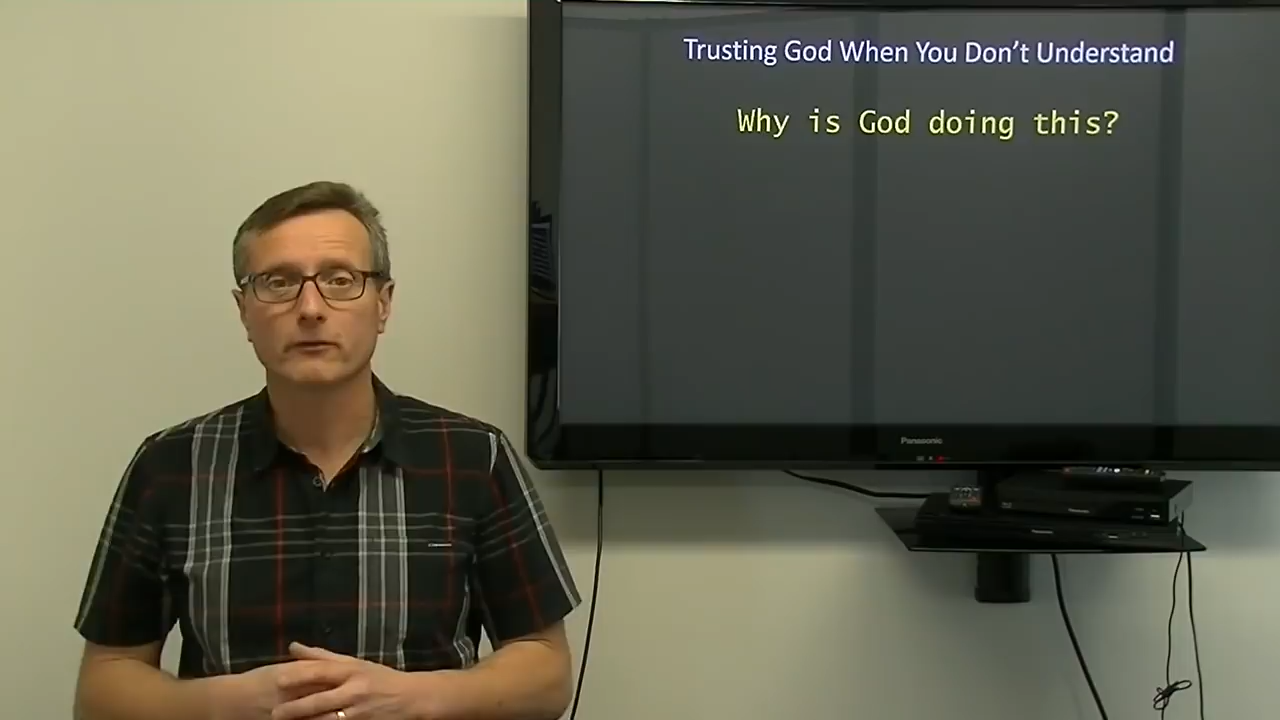 Trusting God When You Don't Understand
Why is God doing this?
Panasonic